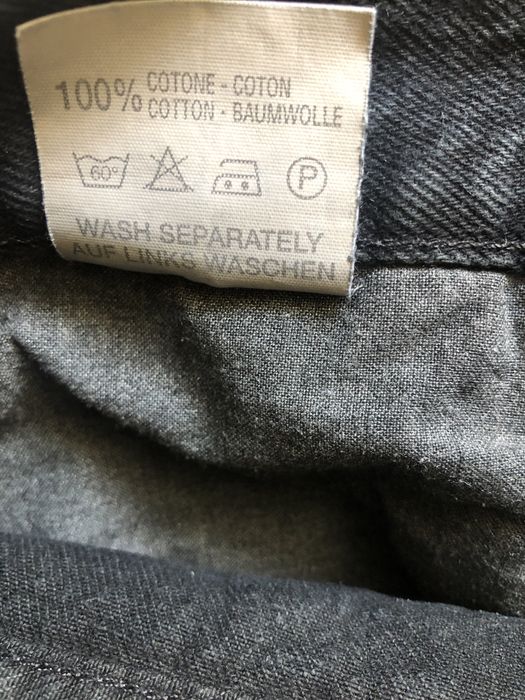 100% COTONE - COTON
COTTON - BAUMWOLLE
60° P
WASH SEPARATELY
AUF LINKS WASCHEN